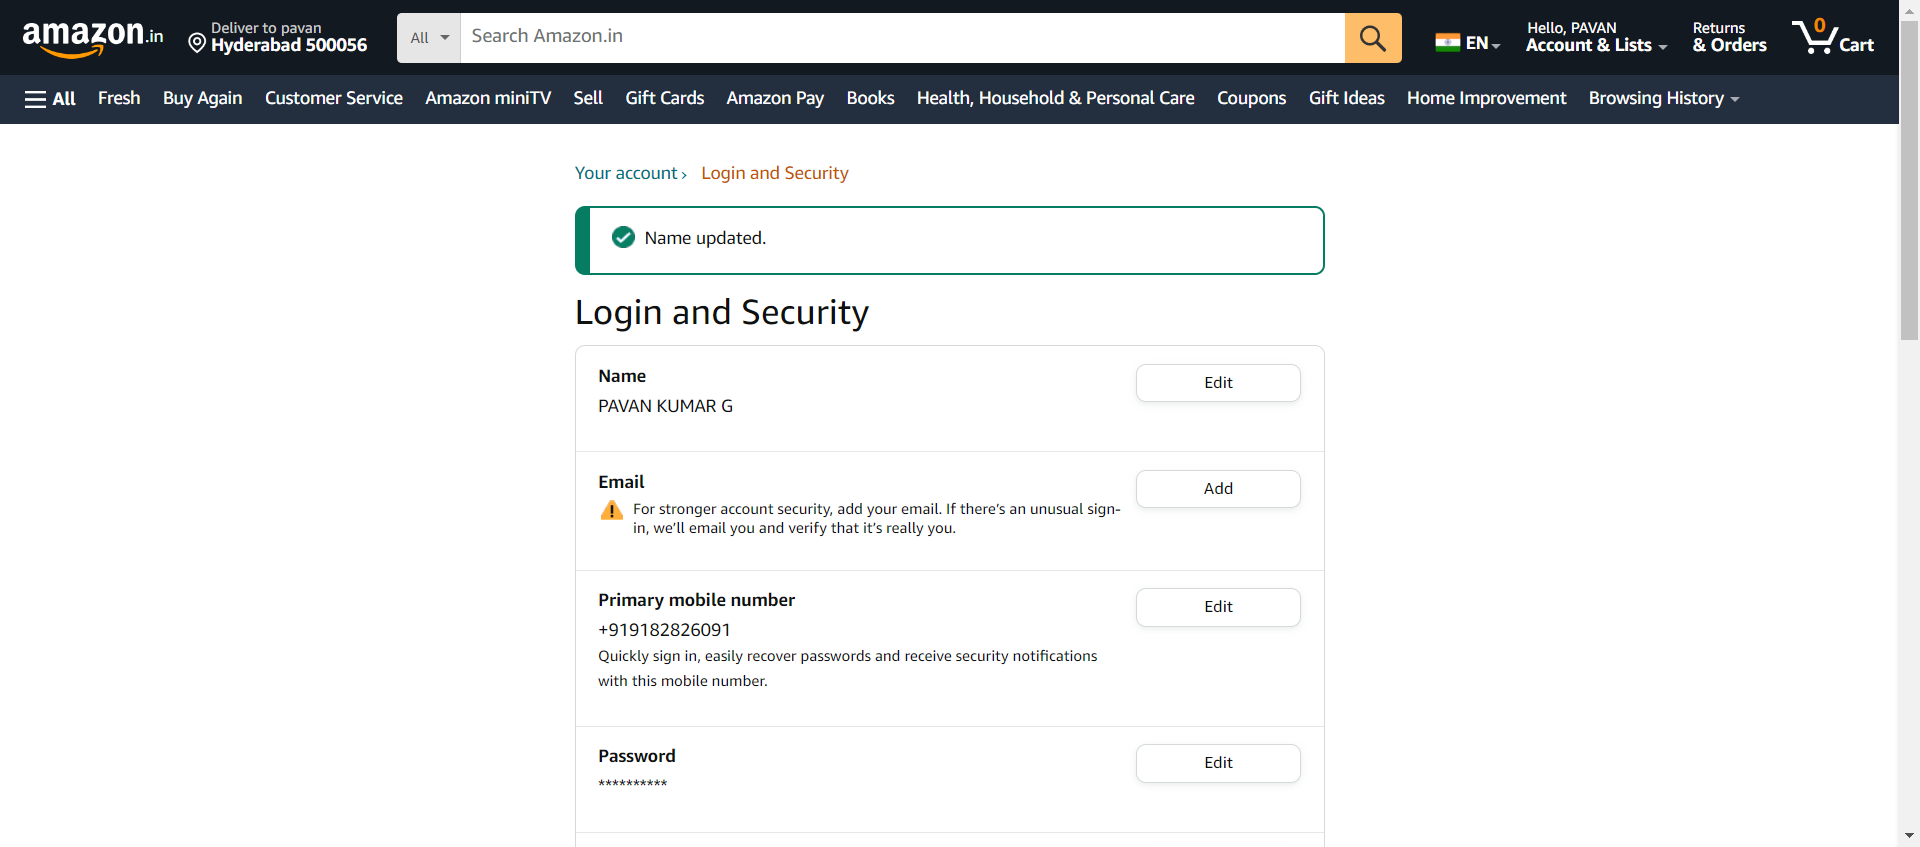 amazon.in
Deliver to pavan
Hyderabad 500056
All
Search Amazon.in
EN
Hello, PAVAN
Account & Lists
Returns
& Orders
0
Cart
All Fresh Buy Again Customer Service Amazon miniTV Sell Gift Cards Amazon Pay Books Health, Household & Personal Care Coupons Gift Ideas Home Improvement Browsing History
Your account › Login and Security
Name updated.
Login and Security
Name
PAVAN KUMAR G
Edit
Email
For stronger account security, add your email. If there’s an unusual sign-
in, we’ll email you and verify that it’s really you.
Add
Primary mobile number
+919182826091
Quickly sign in, easily recover passwords and receive security notifications
with this mobile number.
Edit
Password
**********
Edit